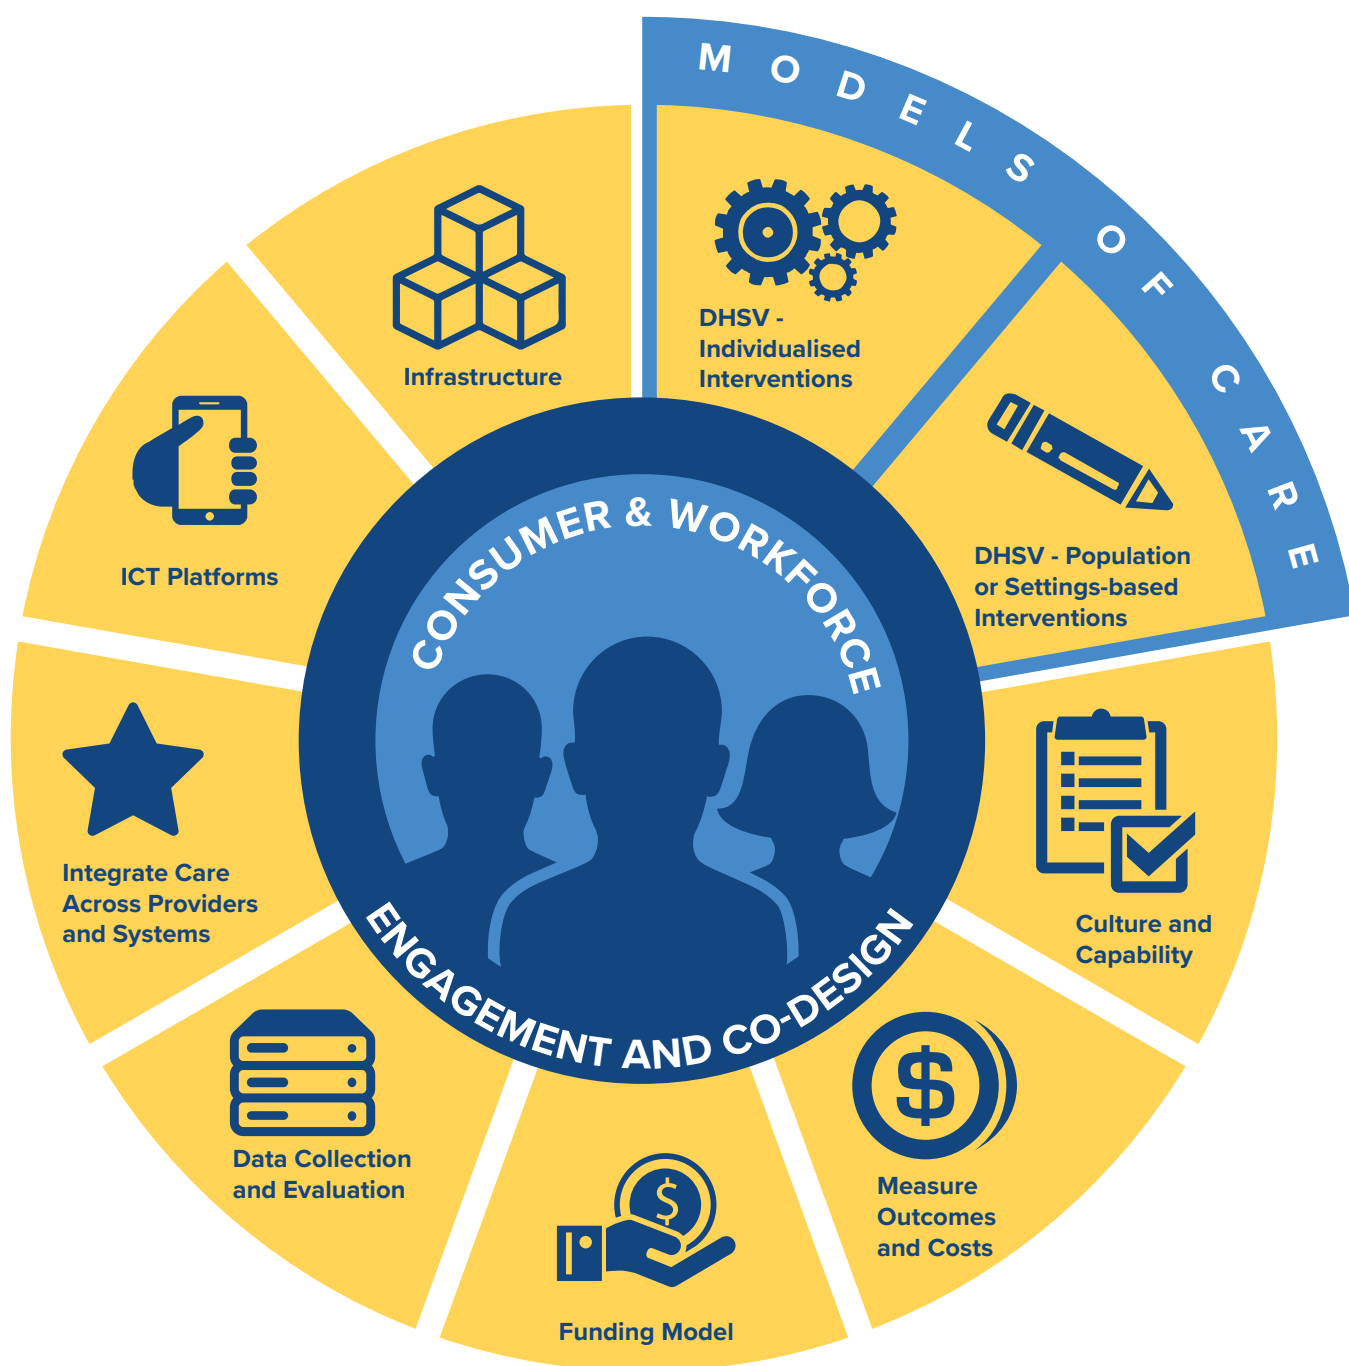 MODELS OF CARE
DHSV -
Individualised
Interventions
DHSV - Population
or Settings-based
Interventions
Culture and
Capability
$
Measure
Outcomes
and Costs
$
Funding Model
Data Collection
and Evaluation
Integrate Care
Across Providers
and Systems
ICT Platforms
Infrastructure
CONSUMER & WORKFORCE
ENGAGEMENT AND CO-DESIGN